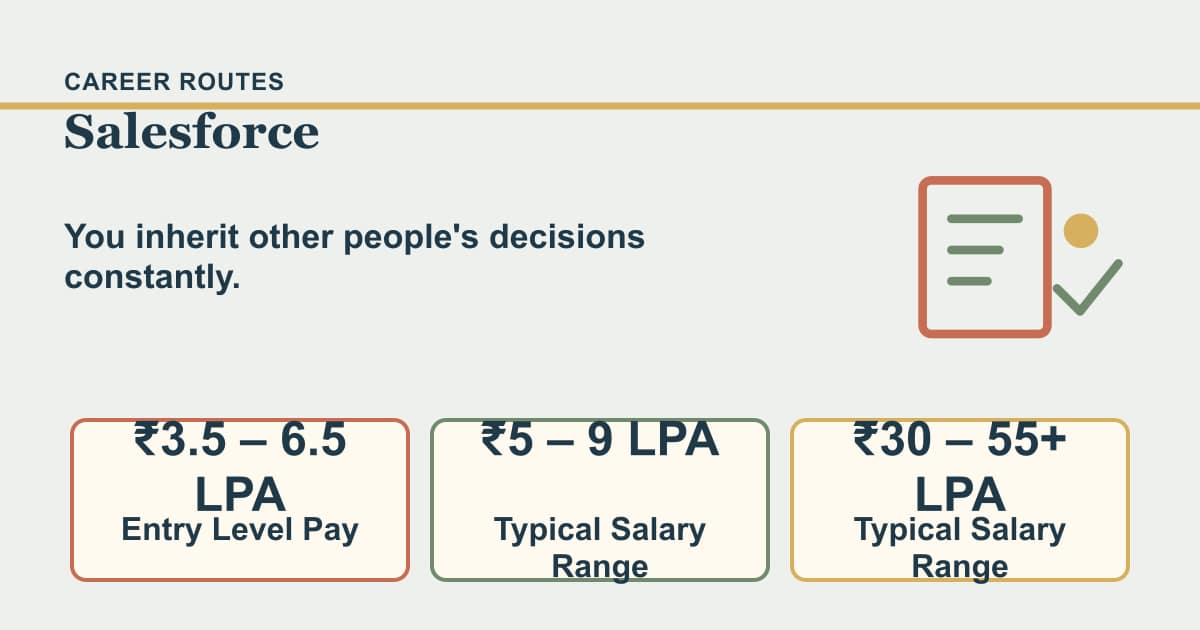 CAREER ROUTES
Salesforce
You inherit other people's decisions
constantly.
₹3.5 – 6.5
LPA
Entry Level Pay
₹5 – 9 LPA
Typical Salary
Range
₹30 – 55+
LPA
Typical Salary
Range